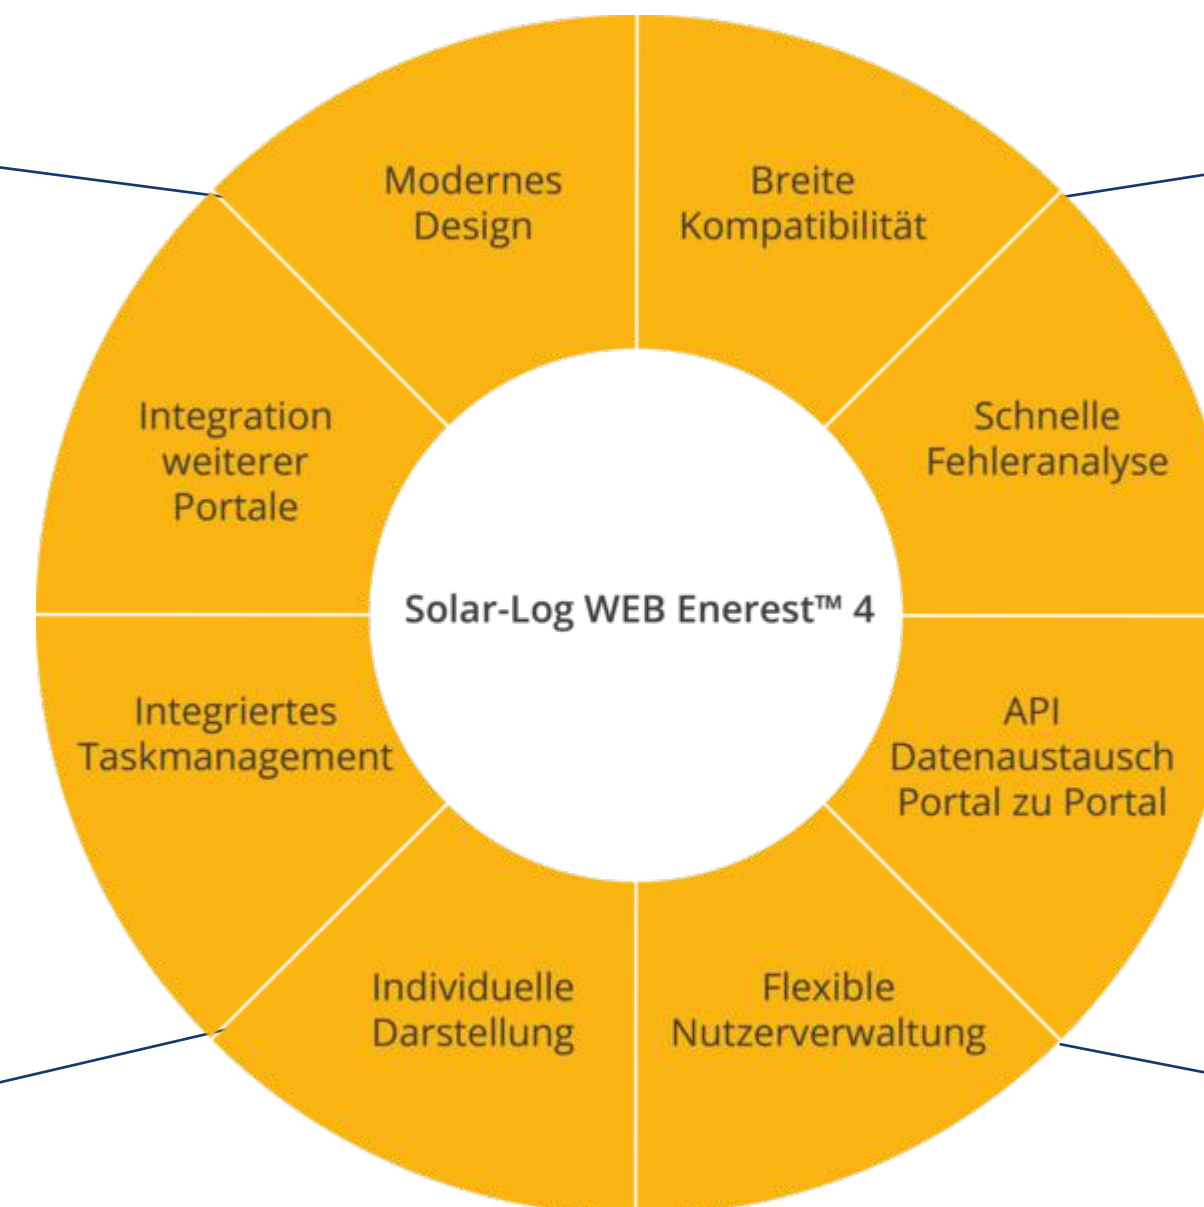 Modernes
Design
Breite
Kompatibilität
Schnelle
Fehleranalyse
API
Datenaustausch
Portal zu Portal
Flexible
Nutzerverwaltung
Individuelle
Darstellung
Integriertes
Taskmanagement
Integration
weiterer
Portale
Solar-Log WEB Enerest™ 4